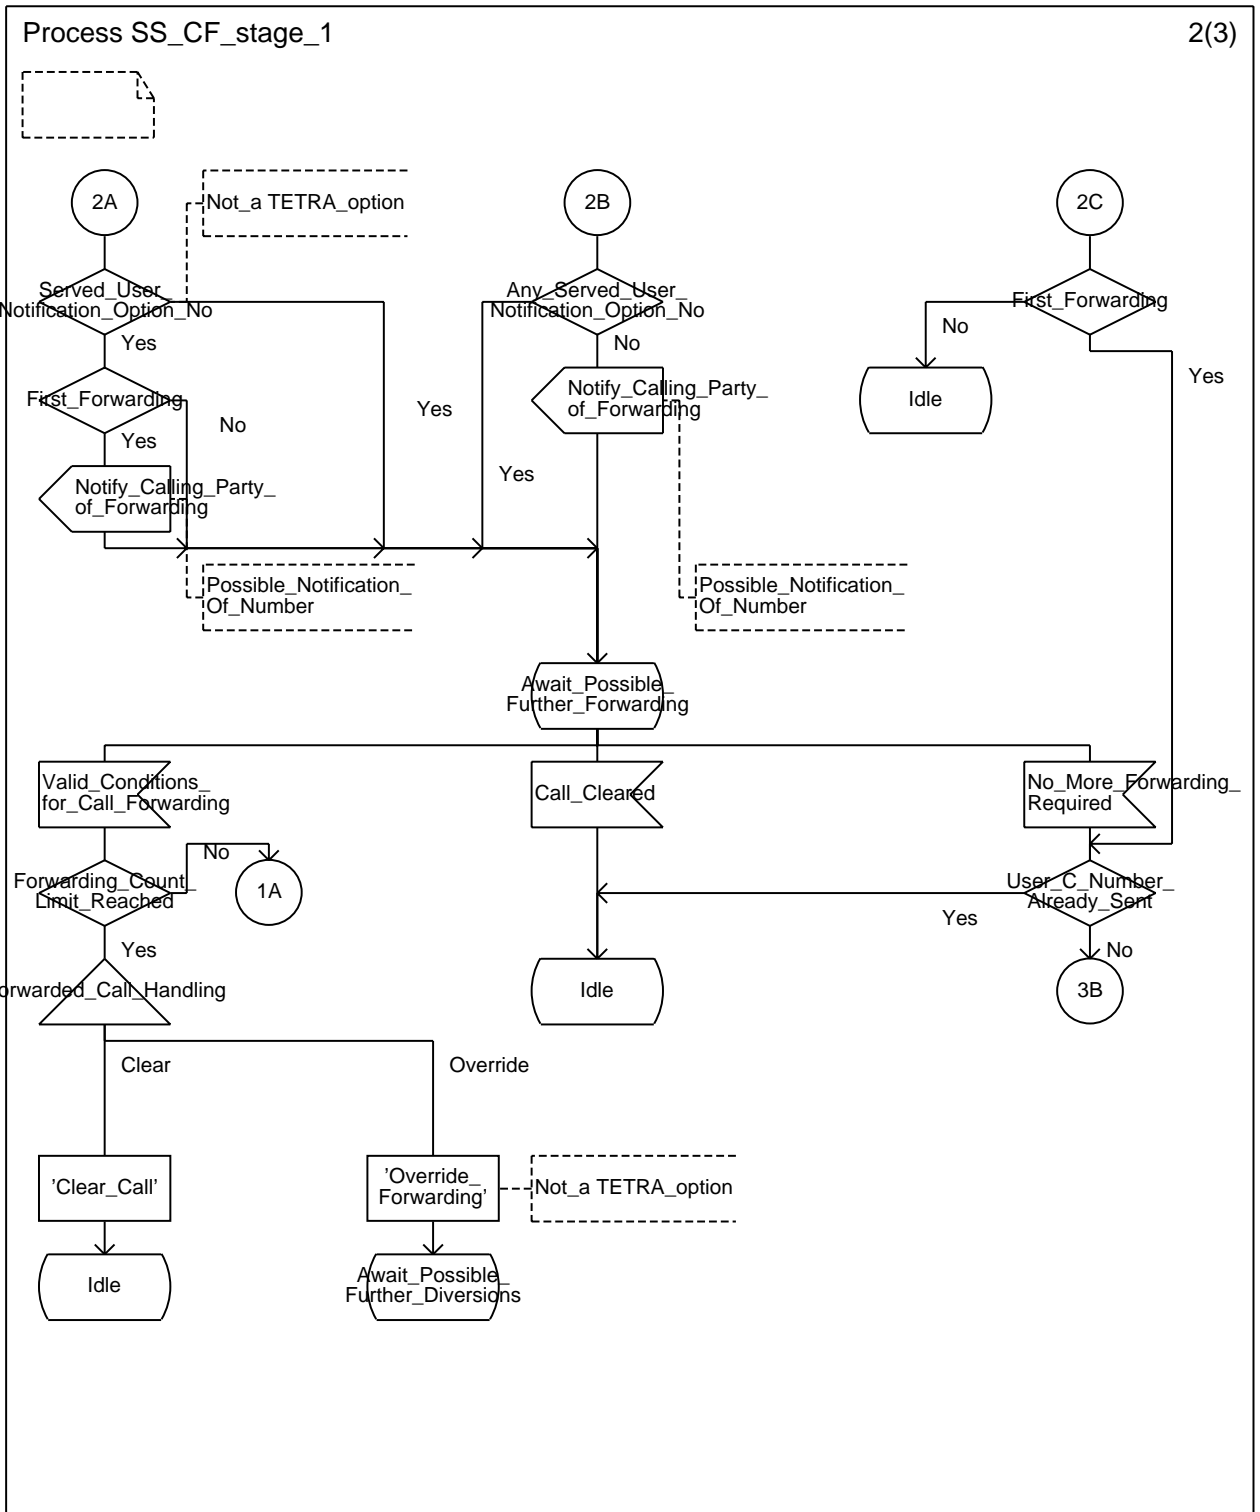 Process SS_CF_stage_1
2(3)
2A
Not_a TETRA_option
2B
2C
Served_User_
Notification_Option_No
Any_Served_User_
Notification_Option_No
First_Forwarding
Yes
No
No
Yes
First_Forwarding
Notify_Calling_Party_
of_Forwarding
Idle
No
Yes
Yes
Yes
Notify_Calling_Party_
of_Forwarding
Possible_Notification_
Of_Number
Possible_Notification_
Of_Number
Await_Possible_
Further_Forwarding
Valid_Conditions_
for_Call_Forwarding
Call_Cleared
No_More_Forwarding_
Required
No
Forwarding_Count_
Limit_Reached
1A
User_C_Number_
Already_Sent
Yes
Yes
No
orwarded_Call_Handling
Idle
3B
Clear
Override
'Clear_Call'
'Override_
Forwarding'
Not_a TETRA_option
Idle
Await_Possible_
Further_Diversions